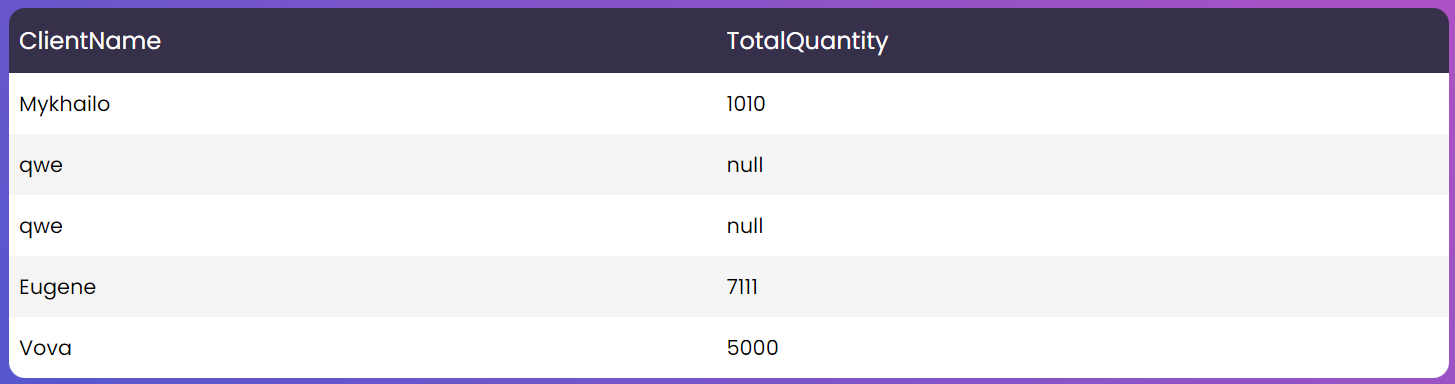 ClientName TotalQuantity
Mykhailo 1010
qwe null
qwe null
Eugene 7111
Vova 5000